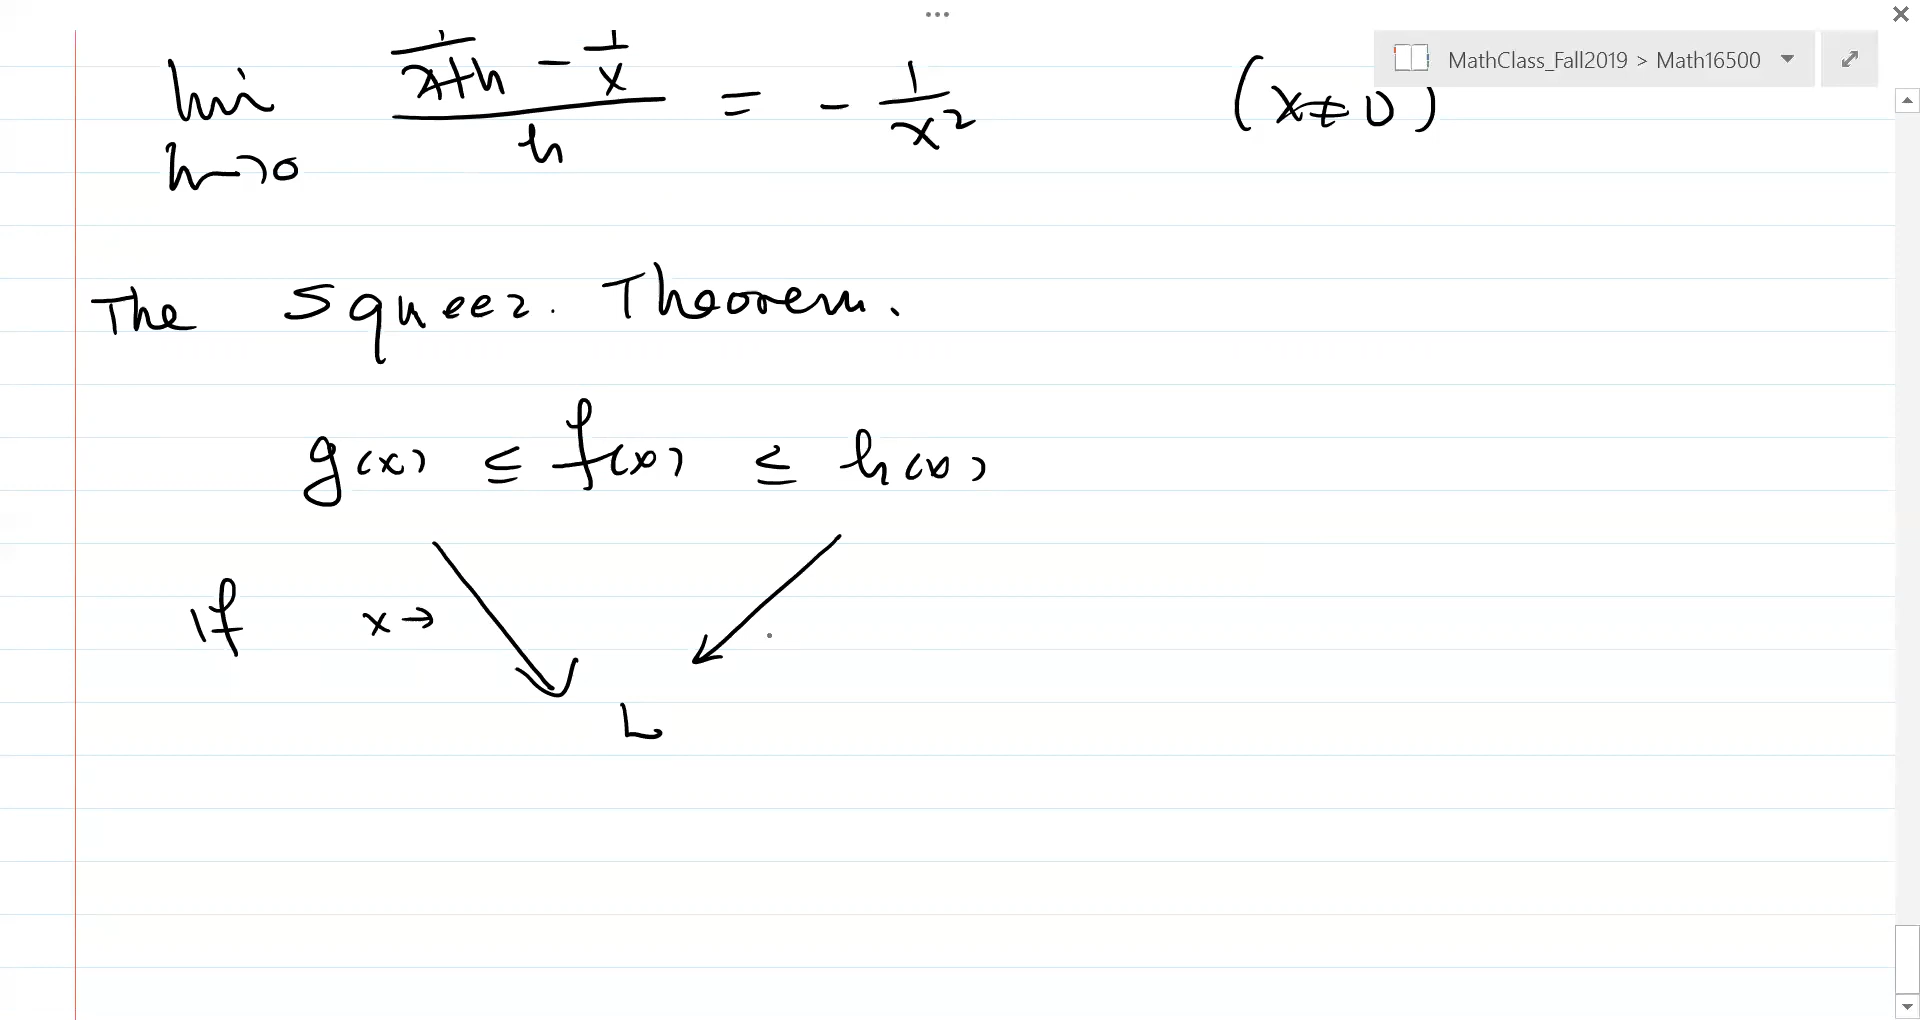 MathClass_Fall2019 > Math16500
lim h→0 (1/(x+h) - 1/x)/h = - 1/x² (x≠0)
The Squeez. Theorem.
g(x) ≤ f(x) ≤ h(x)
If x→
L